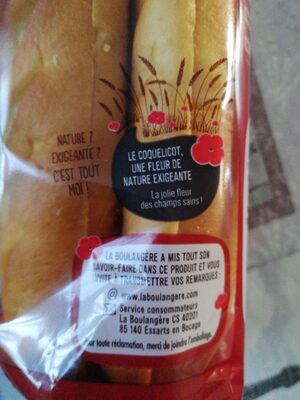 NATURE ?
EXIGEANTE ?
C'EST TOUT
MOI !
LE COQUELICOT,
UNE FLEUR DE
NATURE EXIGEANTE
La jolie fleur
des champs sains !
LA BOULANGÈRE A MIS TOUT SON
SAVOIR-FAIRE DANS CE PRODUIT ET VOUS
INVITE À TRANSMETTRE VOS REMARQUES :
@ www.laboulangere.com
Service consommateurs
La Boulangère CS 40201
85 140 Essarts en Bocage
Pour toute réclamation, merci de joindre l'emballage.